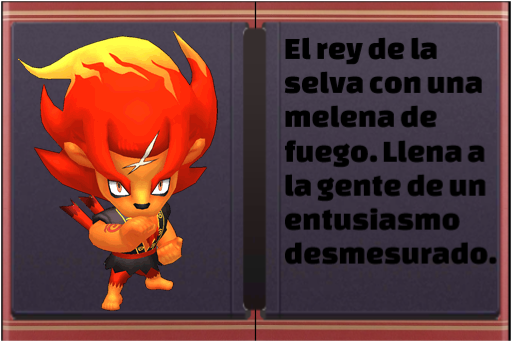 El rey de la
selva con una
melena de
fuego. Llena a
la gente de un
entusiasmo
desmesurado.